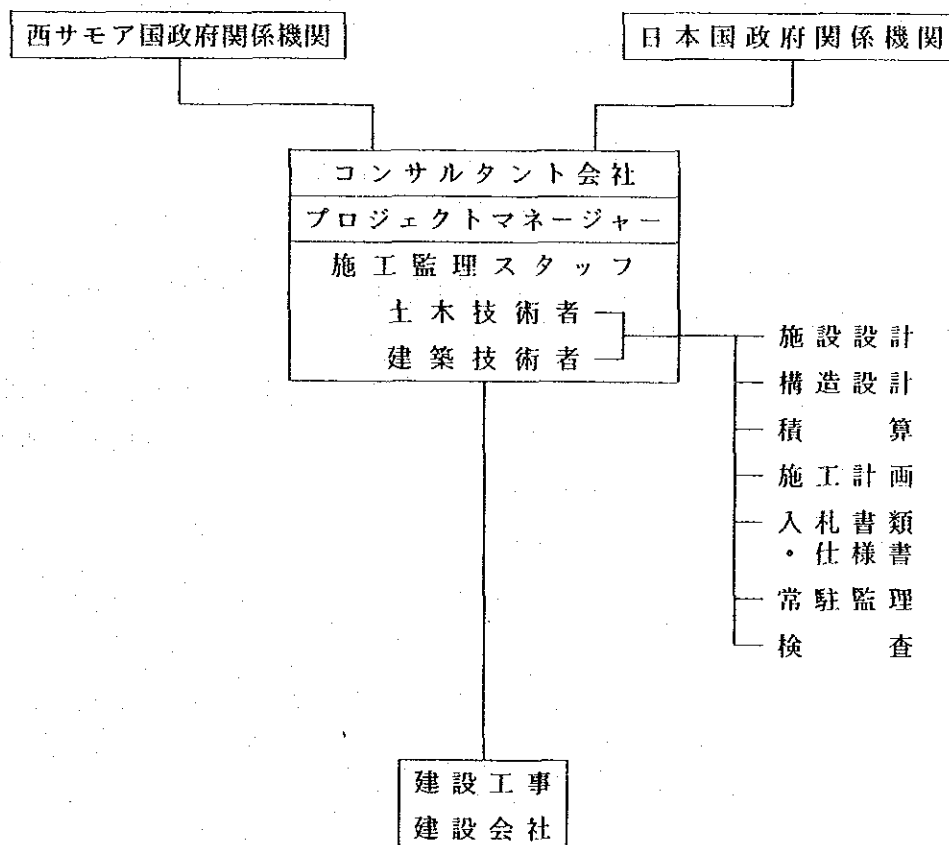 西サモア国政府関係機関
日本国政府関係機関
コンサルタント会社
プロジェクトマネージャー
施工監理スタッフ
土木技術者
建築技術者
施設設計
構造設計
積算
施工計画
入札書類
・仕様書
常駐監理
検査
建設工事
建設会社